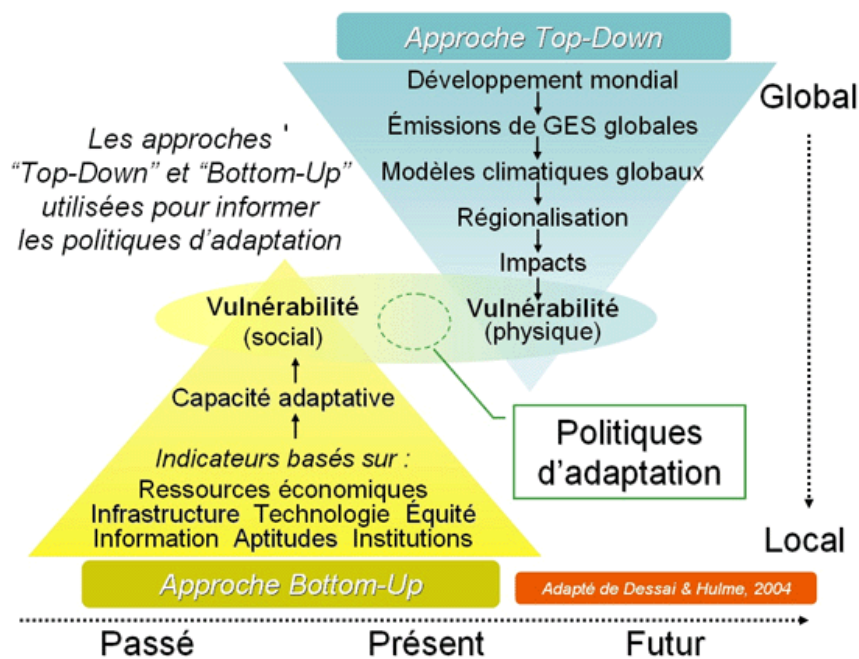 Approche Top-Down
Développement mondial
Émissions de GES globales
Modèles climatiques globaux
Régionalisation
Impacts
Vulnérabilité
(physique)
Global
Local
Les approches '
"Top-Down" et "Bottom-Up"
utilisées pour informer
les politiques d'adaptation
Vulnérabilité
(social)
Capacité adaptative
Indicateurs basés sur :
Ressources économiques
Infrastructure Technologie Équité
Information Aptitudes Institutions
Approche Bottom-Up
Politiques
d'adaptation
Adapté de Dessai & Hulme, 2004
Passé Présent Futur